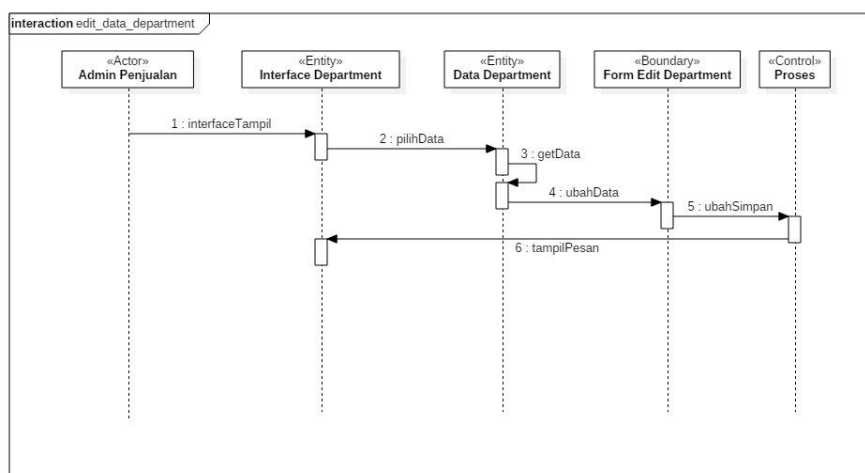 interaction edit_data_department
«Actor»
Admin Penjualan
«Entity»
Interface Department
«Entity»
Data Department
«Boundary»
Form Edit Department
«Control»
Proses
1 : interfaceTampil
2 : pilihData
3 : getData
4 : ubahData
5 : ubahSimpan
6 : tampilPesan